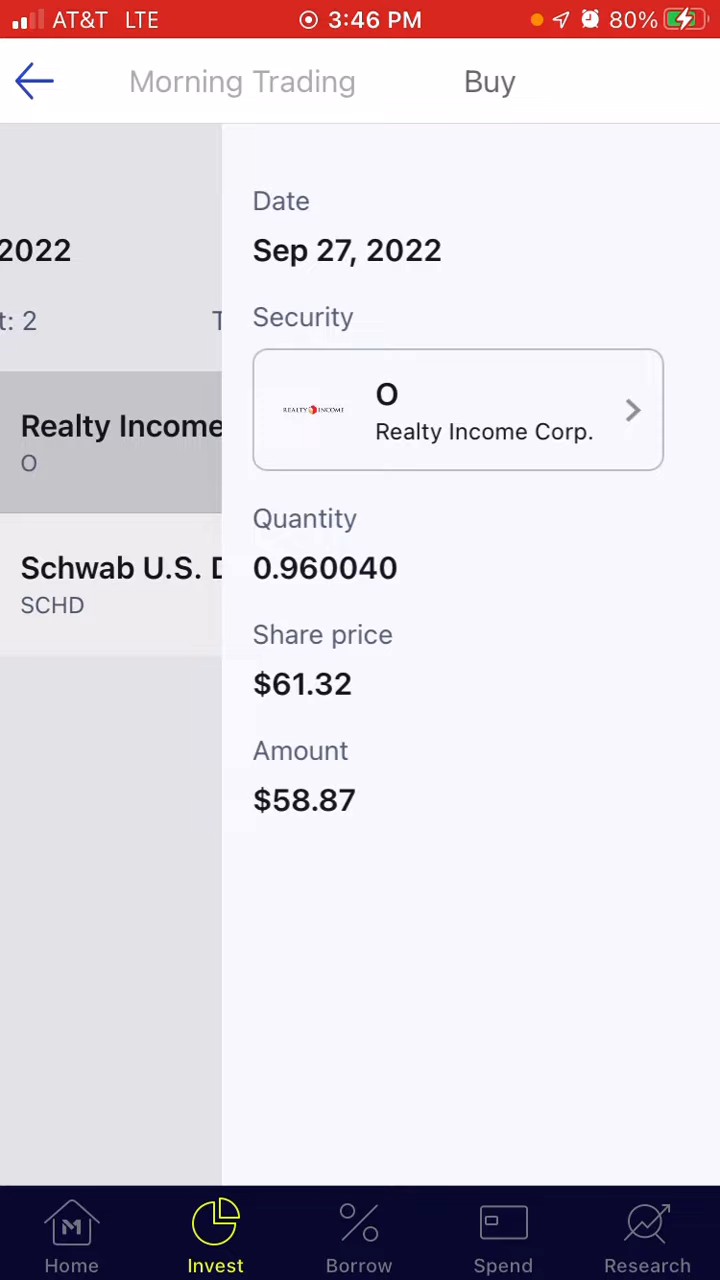 AT&T LTE 3:46 PM 80%
Morning Trading Buy
2022
t: 2 T
Realty Income
O
Schwab U.S. D
SCHD
Date
Sep 27, 2022
Security
REALTY INCOME
O
Realty Income Corp.
Quantity
0.960040
Share price
$61.32
Amount
$58.87
Home Invest Borrow Spend Research